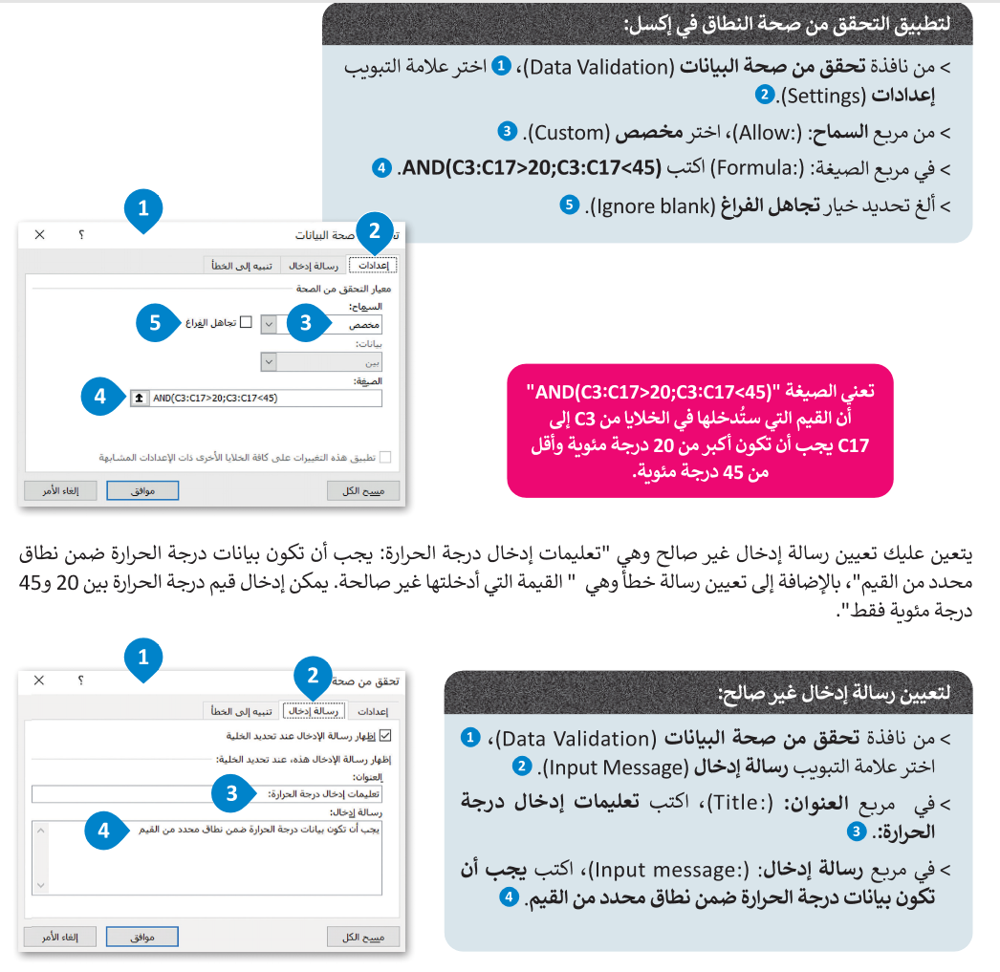 لتطبيق التحقق من صحة النطاق في إكسل:
> من نافذة تحقق من صحة البيانات (Data Validation)، 1 اختر علامة التبويب
إعدادات (Settings). 2
> من مربع السماح: (Allow:)، اختر مخصص (Custom). 3
> في مربع الصيغة: (Formula:) اكتب AND(C3:C17>20;C3:C17<45). 4
> ألغ تحديد خيار تجاهل الفراغ (Ignore blank). 5
1
2
صحة البيانات
؟
×
إعدادات
رسالة إدخال
تنبيه إلى الخطأ
معيار التحقق من الصحة
السماح:
مخصص
3
تجاهل الفراغ
5
بيانات:
بين
الصيغة:
AND(C3:C17>20;C3:C17<45)
4
تطبيق هذه التغييرات على كافة الخلايا الأخرى ذات الإعدادات المشابهة
مسح الكل
موافق
إلغاء الأمر
تعني الصيغة "AND(C3:C17>20;C3:C17<45)"
أن القيم التي ستُدخلها في الخلايا من C3 إلى
C17 يجب أن تكون أكبر من 20 درجة مئوية وأقل
من 45 درجة مئوية.
يتعين عليك تعيين رسالة إدخال غير صالح وهي "تعليمات إدخال درجة الحرارة: يجب أن تكون بيانات درجة الحرارة ضمن نطاق
محدد من القيم"، بالإضافة إلى تعيين رسالة خطأ وهي " القيمة التي أدخلتها غير صالحة. يمكن إدخال قيم درجة الحرارة بين 20 و45
درجة مئوية فقط".
لتعيين رسالة إدخال غير صالح:
> من نافذة تحقق من صحة البيانات (Data Validation)، 1
اختر علامة التبويب رسالة إدخال (Input Message). 2
> في مربع العنوان: (Title:)، اكتب تعليمات إدخال درجة
الحرارة:. 3
> في مربع رسالة إدخال: (Input message:)، اكتب يجب أن
تكون بيانات درجة الحرارة ضمن نطاق محدد من القيم. 4
1
2
تحقق من صحة
؟
×
إعدادات
رسالة إدخال
تنبيه إلى الخطأ
إظهار رسالة الإدخال عند تحديد الخلية
إظهار رسالة الإدخال هذه، عند تحديد الخلية:
العنوان:
تعليمات إدخال درجة الحرارة:
3
رسالة إدخال:
يجب أن تكون بيانات درجة الحرارة ضمن نطاق محدد من القيم
4
مسح الكل
موافق
إلغاء الأمر